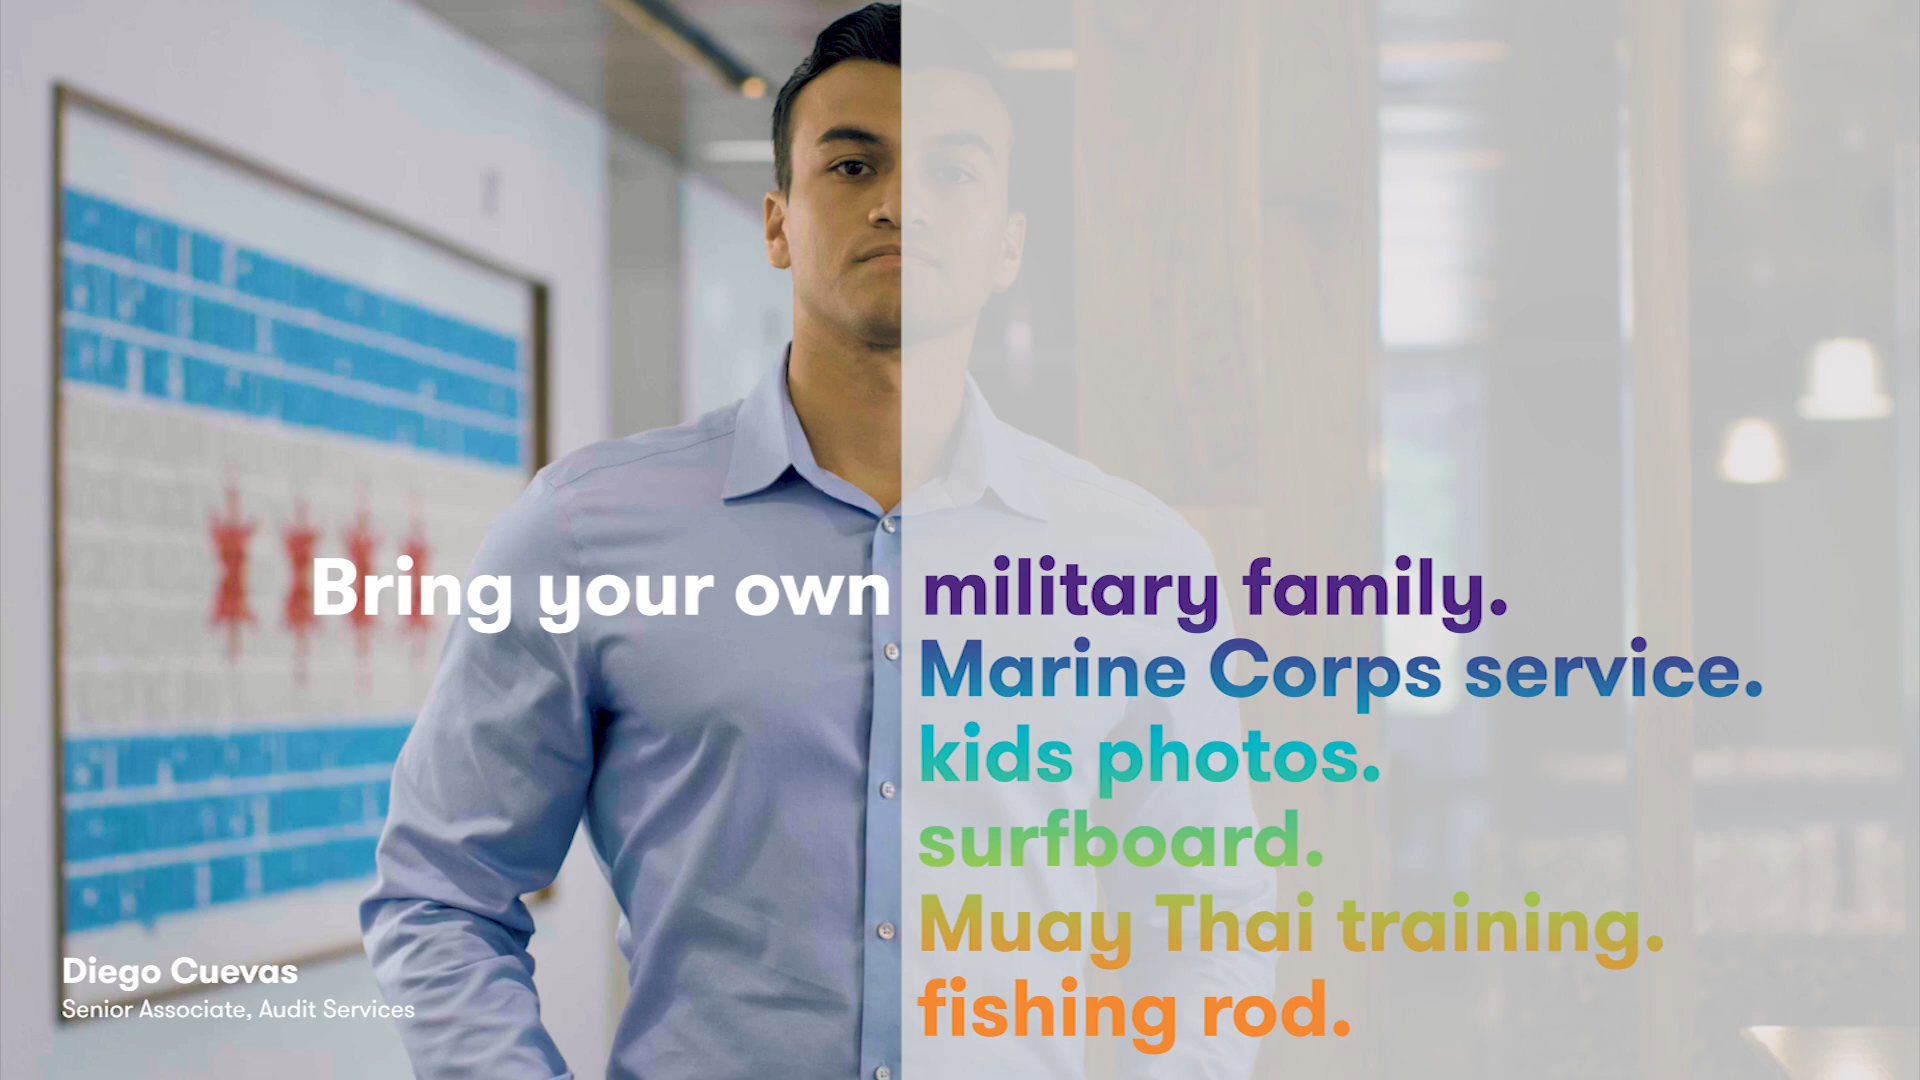 Bring your own military family.
Marine Corps service.
kids photos.
surfboard.
Muay Thai training.
fishing rod.
Diego Cuevas
Senior Associate, Audit Services